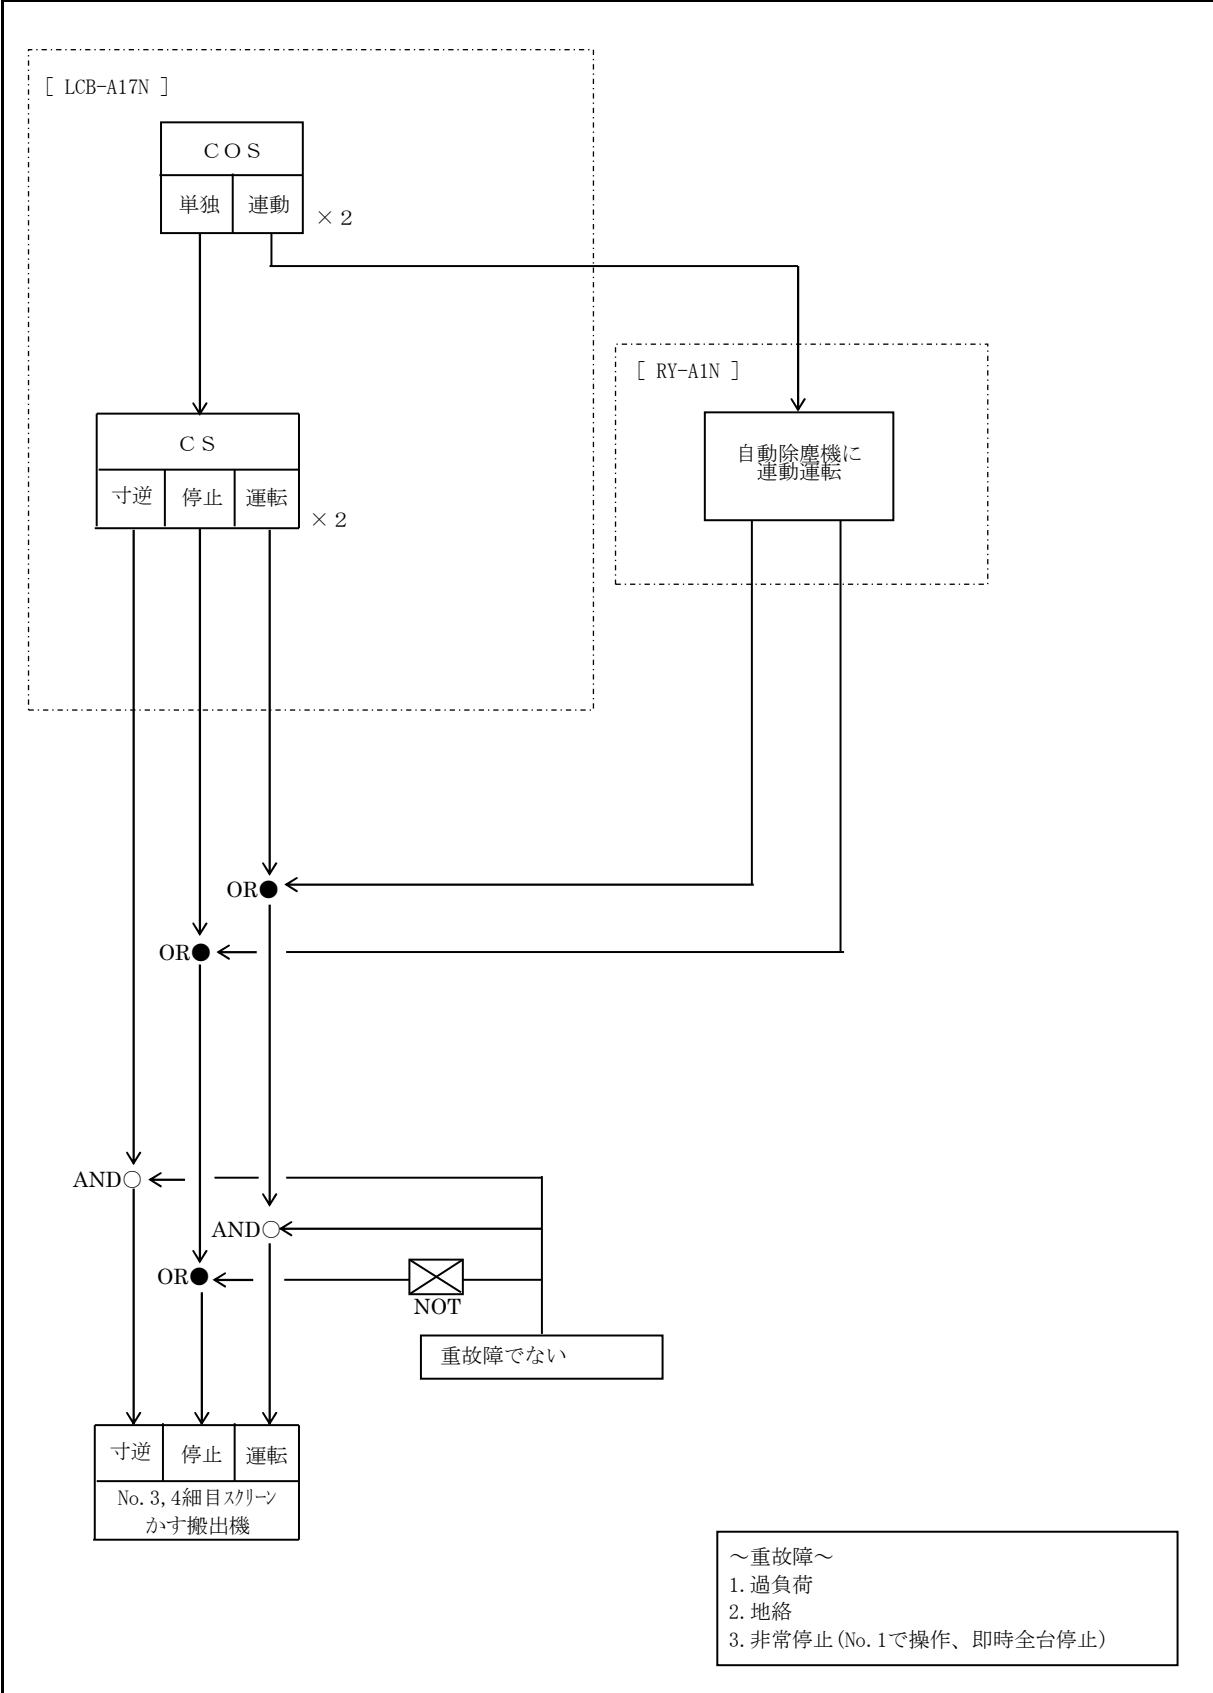 [ LCB-A17N ]
ＣＯＳ
単独 連動
×２
[ RY-A1N ]
自動除塵機に
連動運転
ＣＳ
寸逆 停止 運転
×２
OR
OR
AND
AND
OR
NOT
重故障でない
寸逆 停止 運転
No.3,4細目ｽｸﾘｰﾝ
かす搬出機
～重故障～
1.過負荷
2.地絡
3.非常停止(No.1で操作、即時全台停止)